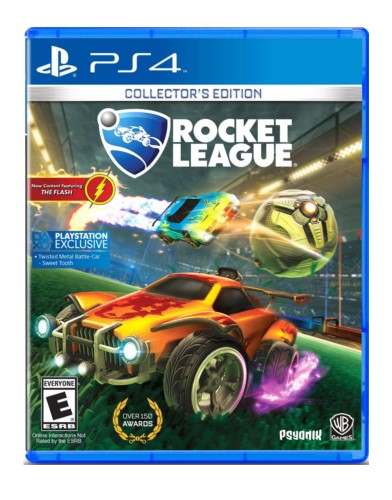 PS4
COLLECTOR'S EDITION
ROCKET
LEAGUE
New Content featuring
THE FLASH
PLAYSTATION
EXCLUSIVE
• Twisted Metal Battle-Car
- Sweet Tooth
EVERYONE
E
ESRB
Online Interactions Not
Rated by the ESRB
OVER 150
AWARDS
PSYONIX
WB
GAMES